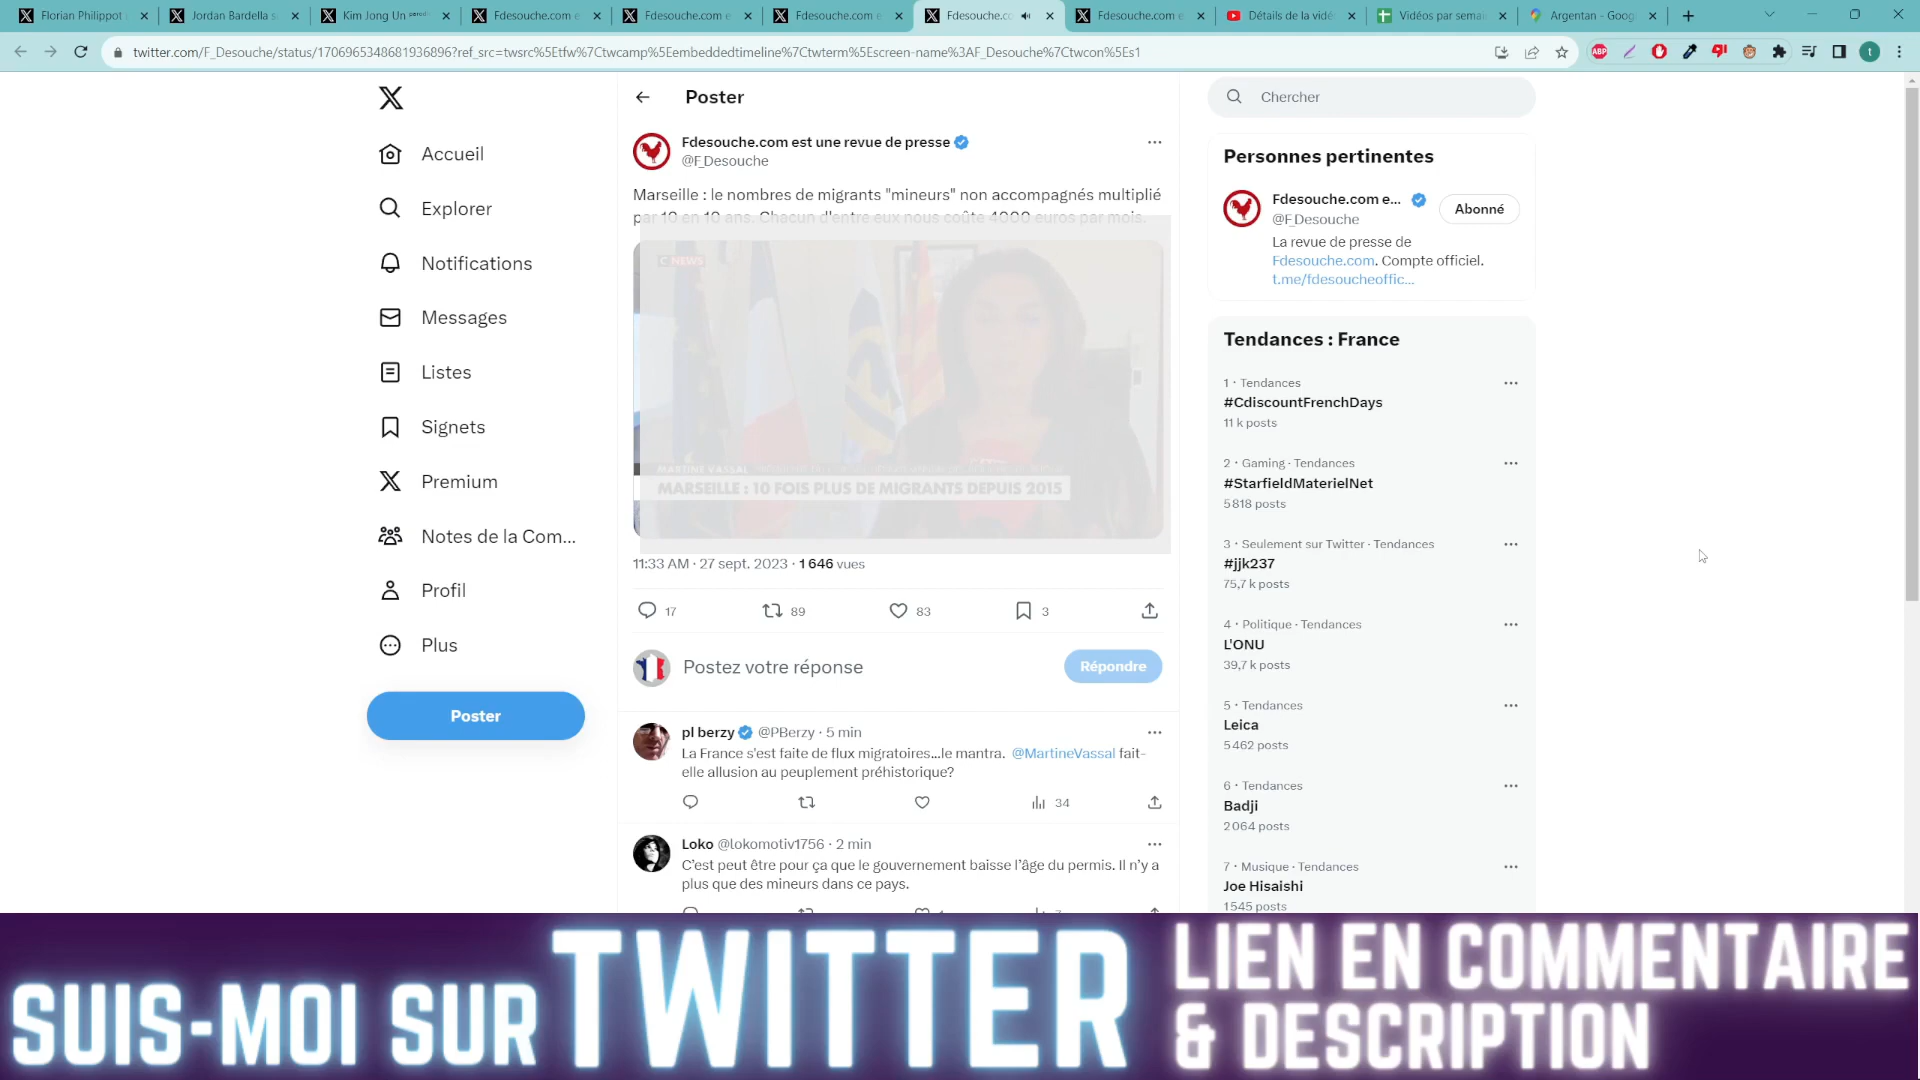 Florian Philippot
Jordan Bardella s
Kim Jong Un
Fdesouche.com e
Fdesouche.com e
Fdesouche.com e
Fdesouche.co
Fdesouche.com e
Détails de la vidé
Vidéos par semai
Argentan - Goog
twitter.com/F_Desouche/status/1706965348681936896?ref_src=twsrc%5Etfw%7Ctwcamp%5Eembeddedtimeline%7Ctwterm%5Escreen-name%3AF_Desouche%7Ctwcon%5Es1
ABP
t
Accueil
Explorer
Notifications
Messages
Listes
Signets
Premium
Notes de la Com...
Profil
Plus
Poster
Poster
Fdesouche.com est une revue de presse
@F_Desouche
Marseille : le nombres de migrants "mineurs" non accompagnés multiplié
par 10 en 10 ans. Chacun d'entre eux nous coûte 4000 euros par mois.
C NEWS
MARTINE VASSAL
MARSEILLE : 10 FOIS PLUS DE MIGRANTS DEPUIS 2015
11:33 AM · 27 sept. 2023 · 1 646 vues
17 89 83 3
Postez votre réponse
Répondre
pl berzy @PBerzy · 5 min
La France s'est faite de flux migratoires...le mantra. @MartineVassal fait-
elle allusion au peuplement préhistorique?
34
Loko @lokomotiv1756 · 2 min
C'est peut être pour ça que le gouvernement baisse l'âge du permis. Il n'y a
plus que des mineurs dans ce pays.
Chercher
Personnes pertinentes
Fdesouche.com e...
@F_Desouche
Abonné
La revue de presse de
Fdesouche.com. Compte officiel.
t.me/fdesoucheoffic...
Tendances : France
1 · Tendances
#CdiscountFrenchDays
11 k posts
2 · Gaming · Tendances
#StarfieldMaterielNet
5 818 posts
3 · Seulement sur Twitter · Tendances
#jjk237
75,7 k posts
4 · Politique · Tendances
L'ONU
39,7 k posts
5 · Tendances
Leica
5 462 posts
6 · Tendances
Badji
2 064 posts
7 · Musique · Tendances
Joe Hisaishi
1 545 posts
SUIS-MOI SUR TWITTER
LIEN EN COMMENTAIRE
& DESCRIPTION